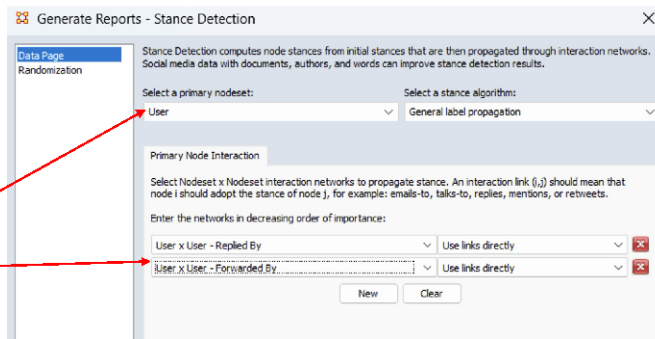 Generate Reports - Stance Detection
Data Page
Randomization
Stance Detection computes node stances from initial stances that are then propagated through interaction networks.
Social media data with documents, authors, and words can improve stance detection results.
Select a primary nodeset:
Select a stance algorithm:
User
General label propagation
Primary Node Interaction
Select Nodeset x Nodeset interaction networks to propagate stance. An interaction link (i,j) should mean that
node i should adopt the stance of node j, for example: emails-to, talks-to, replies, mentions, or retweets.
Enter the networks in decreasing order of importance:
User x User - Replied By
Use links directly
User x User - Forwarded By
Use links directly
New
Clear